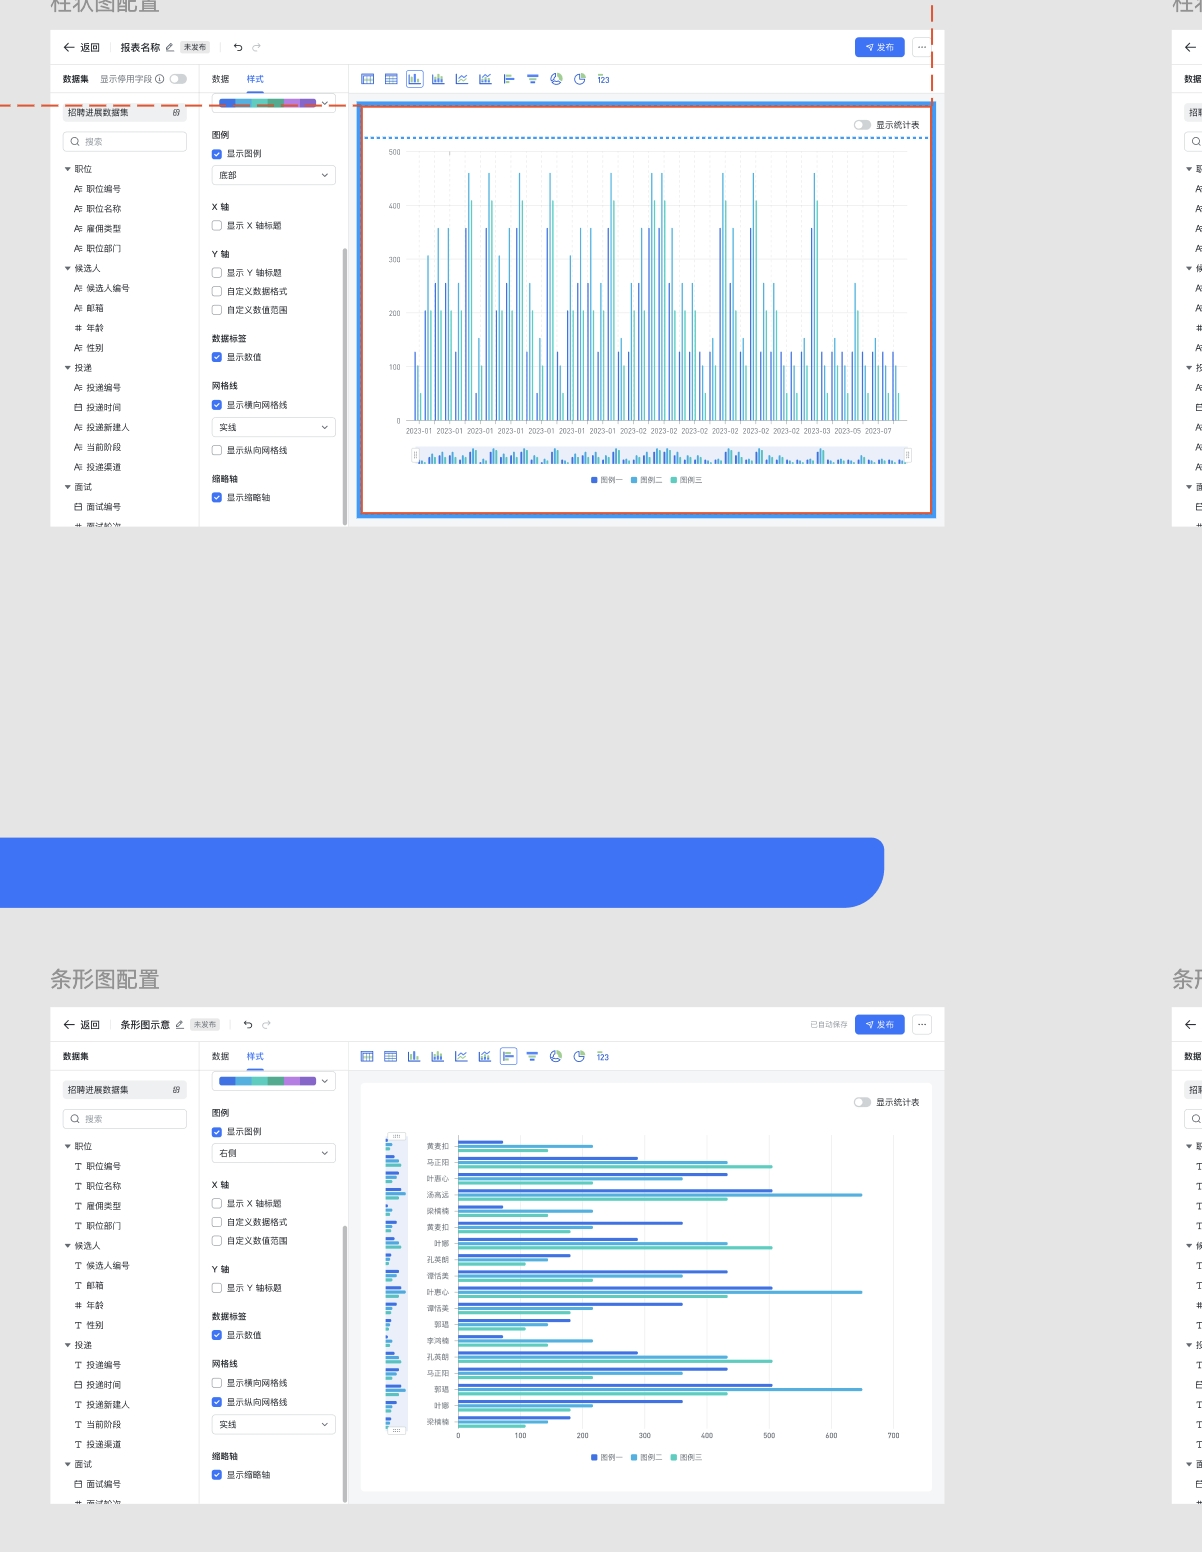 柱状图配置
返回
报表名称
未发布
发布
数据集
显示停用字段
数据
样式
123
招聘进展数据集
搜索
职位
职位编号
职位名称
雇佣类型
职位部门
候选人
候选人编号
邮箱
年龄
性别
投递
投递编号
投递时间
投递新建人
当前阶段
投递渠道
面试
面试编号
面试轮次
图例
显示图例
底部
X 轴
显示 X 轴标题
Y 轴
显示 Y 轴标题
自定义数据格式
自定义数值范围
数据标签
显示数值
网格线
显示横向网格线
实线
显示纵向网格线
缩略轴
显示缩略轴
显示统计表
500
400
300
200
100
0
2023-01 2023-01 2023-01 2023-01 2023-01 2023-01 2023-01 2023-02 2023-02 2023-02 2023-02 2023-02 2023-02 2023-03 2023-05 2023-07
图例一 图例二 图例三
条形图配置
返回
条形图示意
未发布
已自动保存
发布
数据集
数据
样式
123
招聘进展数据集
搜索
职位
职位编号
职位名称
雇佣类型
职位部门
候选人
候选人编号
邮箱
年龄
性别
投递
投递编号
投递时间
投递新建人
当前阶段
投递渠道
面试
面试编号
面试轮次
图例
显示图例
右侧
X 轴
显示 X 轴标题
自定义数据格式
自定义数值范围
Y 轴
显示 Y 轴标题
数据标签
显示数值
网格线
显示横向网格线
显示纵向网格线
实线
缩略轴
显示缩略轴
显示统计表
黄麦扣
马正阳
叶惠心
汤高远
梁楠楠
黄麦扣
叶娜
孔英朗
谭恬美
叶惠心
谭恬美
郭琨
李鸿楠
孔英朗
马正阳
郭琨
叶娜
梁楠楠
0 100 200 300 400 500 600 700
图例一 图例二 图例三